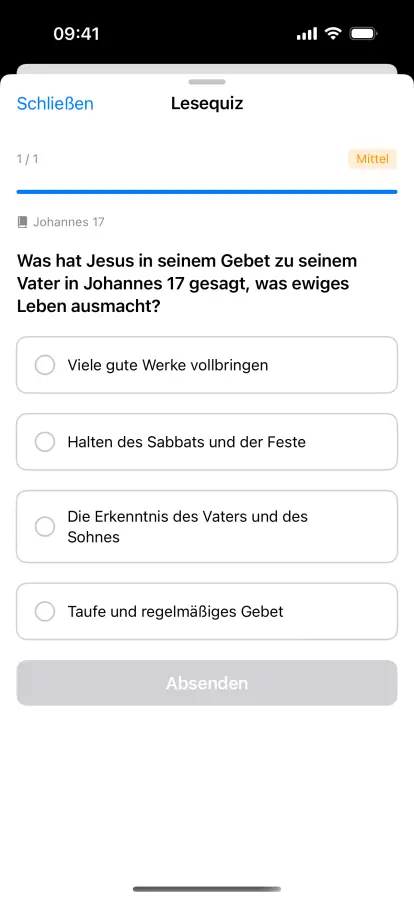 09:41
Schließen
Lesequiz
1 / 1
Mittel
Johannes 17
Was hat Jesus in seinem Gebet zu seinem
Vater in Johannes 17 gesagt, was ewiges
Leben ausmacht?
Viele gute Werke vollbringen
Halten des Sabbats und der Feste
Die Erkenntnis des Vaters und des
Sohnes
Taufe und regelmäßiges Gebet
Absenden